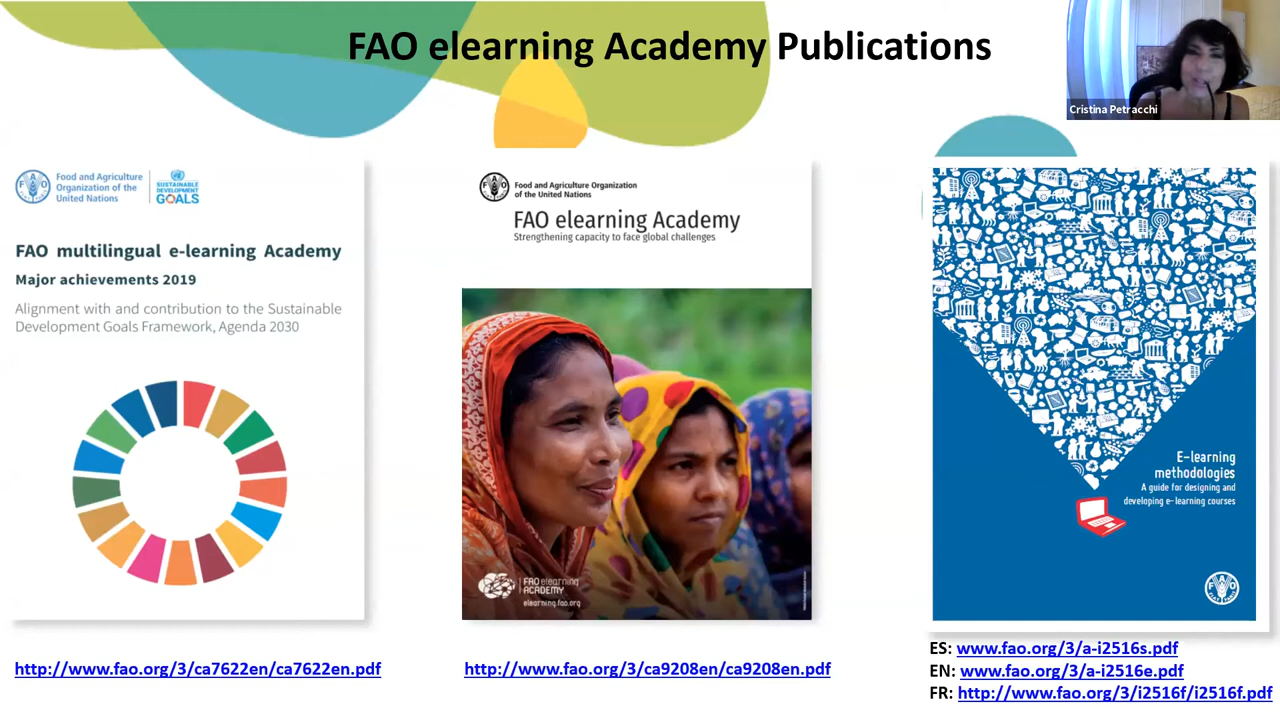 FAO elearning Academy Publications
Cristina Petracchi
Food and Agriculture
Organization of the
United Nations
SUSTAINABLE
DEVELOPMENT
GOALS
FAO multilingual e-learning Academy
Major achievements 2019
Alignment with and contribution to the Sustainable
Development Goals Framework, Agenda 2030
http://www.fao.org/3/ca7622en/ca7622en.pdf
Food and Agriculture Organization
of the United Nations
FAO elearning Academy
Strengthening capacity to face global challenges
FAO elearning
ACADEMY
elearning.fao.org
http://www.fao.org/3/ca9208en/ca9208en.pdf
E-learning
methodologies
A guide for designing and
developing e-learning courses
ES: www.fao.org/3/a-i2516s.pdf
EN: www.fao.org/3/a-i2516e.pdf
FR: http://www.fao.org/3/i2516f/i2516f.pdf